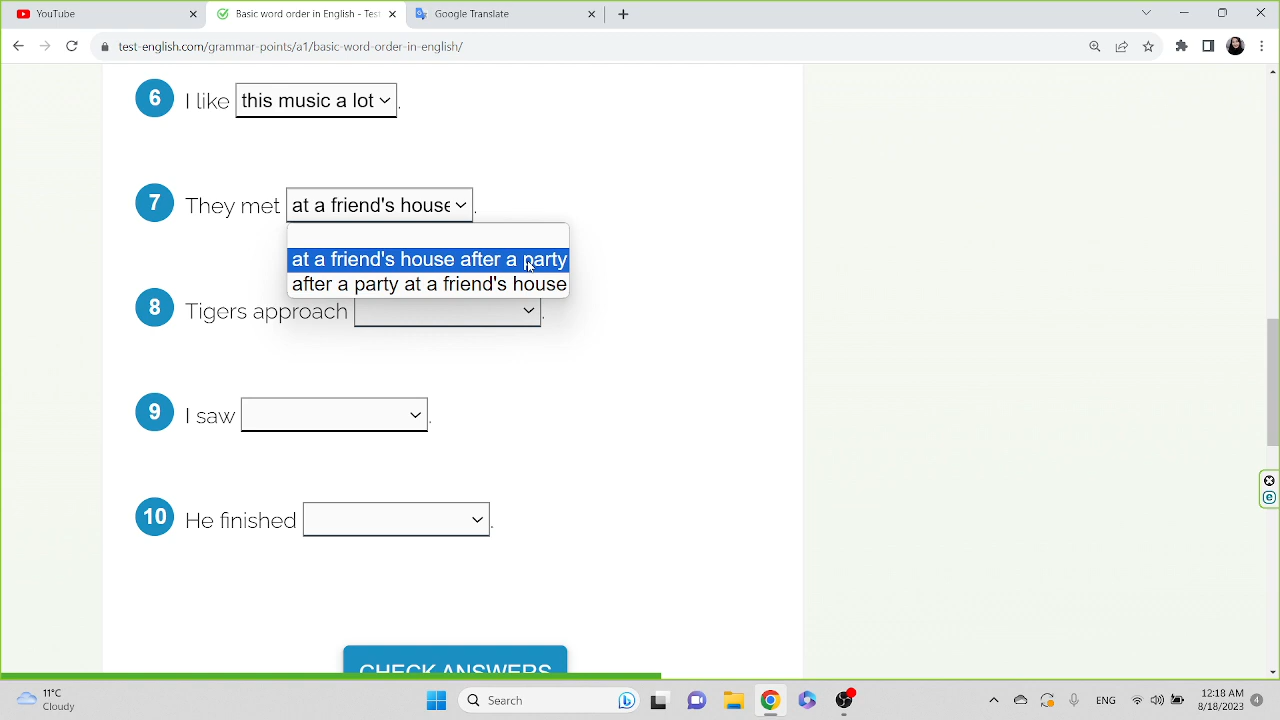 YouTube
Basic word order in English - Test
Google Translate
test-english.com/grammar-points/a1/basic-word-order-in-english/
6 I like this music a lot .
7 They met at a friend's house .
at a friend's house after a party
after a party at a friend's house
8 Tigers approach .
9 I saw .
10 He finished .
CHECK ANSWERS
11°C
Cloudy
Search
ENG
12:18 AM
8/18/2023
4